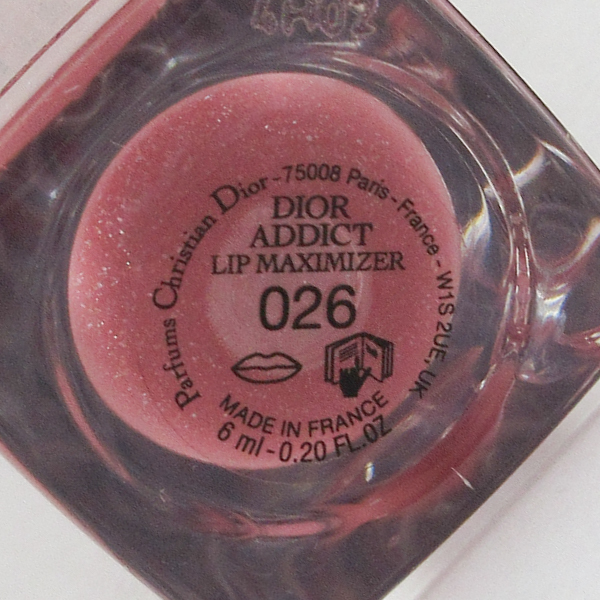 Parfums Christian Dior - 75008 Paris - France - W1S 2UE, UK
DIOR
ADDICT
LIP MAXIMIZER
026
MADE IN FRANCE
6 ml - 0.20 FL.OZ